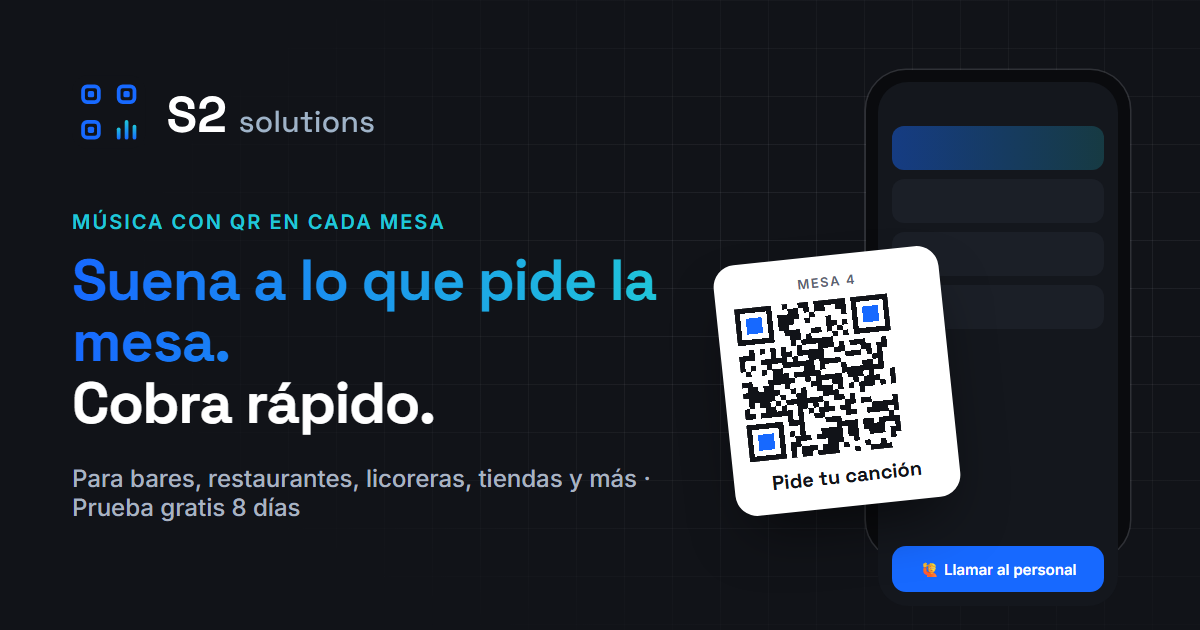 S2 solutions
MÚSICA CON QR EN CADA MESA
Suena a lo que pide la
mesa.
Cobra rápido.
Para bares, restaurantes, licoreras, tiendas y más ·
Prueba gratis 8 días
MESA 4
Pide tu canción
🙋 Llamar al personal